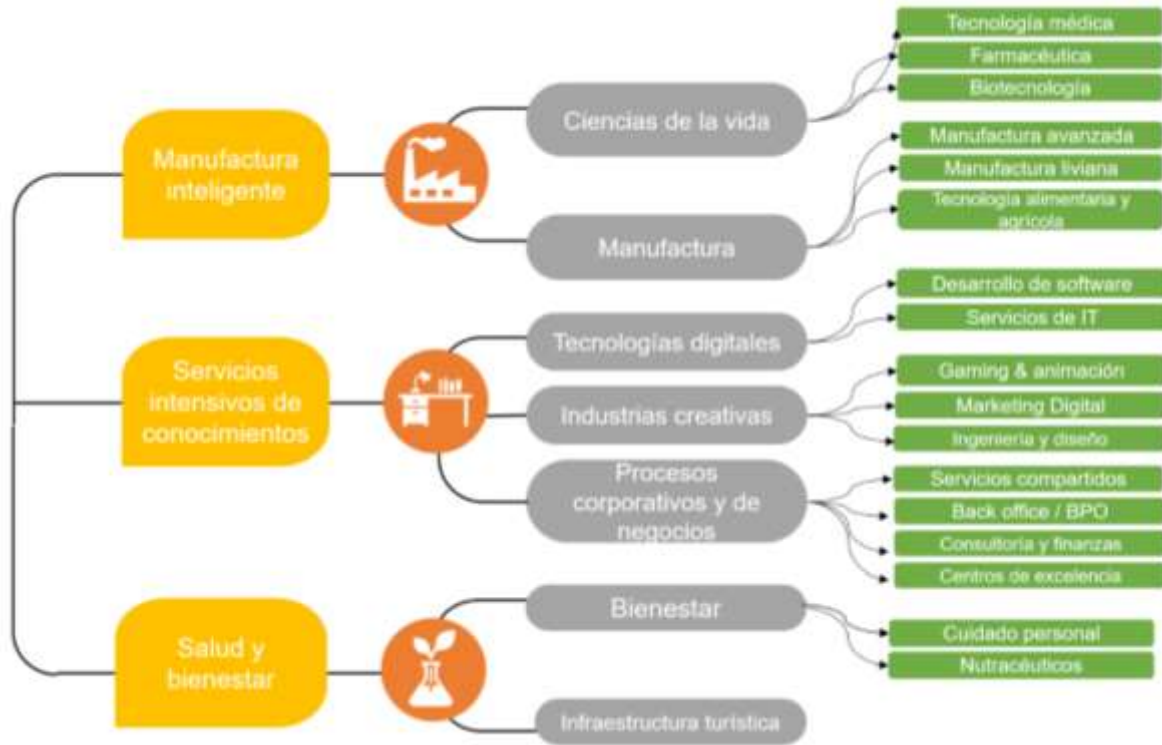 Manufactura
inteligente
Ciencias de la vida
Tecnología médica
Farmacéutica
Biotecnología
Manufactura
Manufactura avanzada
Manufactura liviana
Tecnología alimentaria y
agrícola
Servicios
intensivos de
conocimientos
Tecnologías digitales
Desarrollo de software
Servicios de IT
Industrias creativas
Gaming & animación
Marketing Digital
Ingeniería y diseño
Procesos
corporativos y de
negocios
Servicios compartidos
Back office / BPO
Consultoría y finanzas
Centros de excelencia
Salud y
bienestar
Bienestar
Cuidado personal
Nutracéuticos
Infraestructura turística